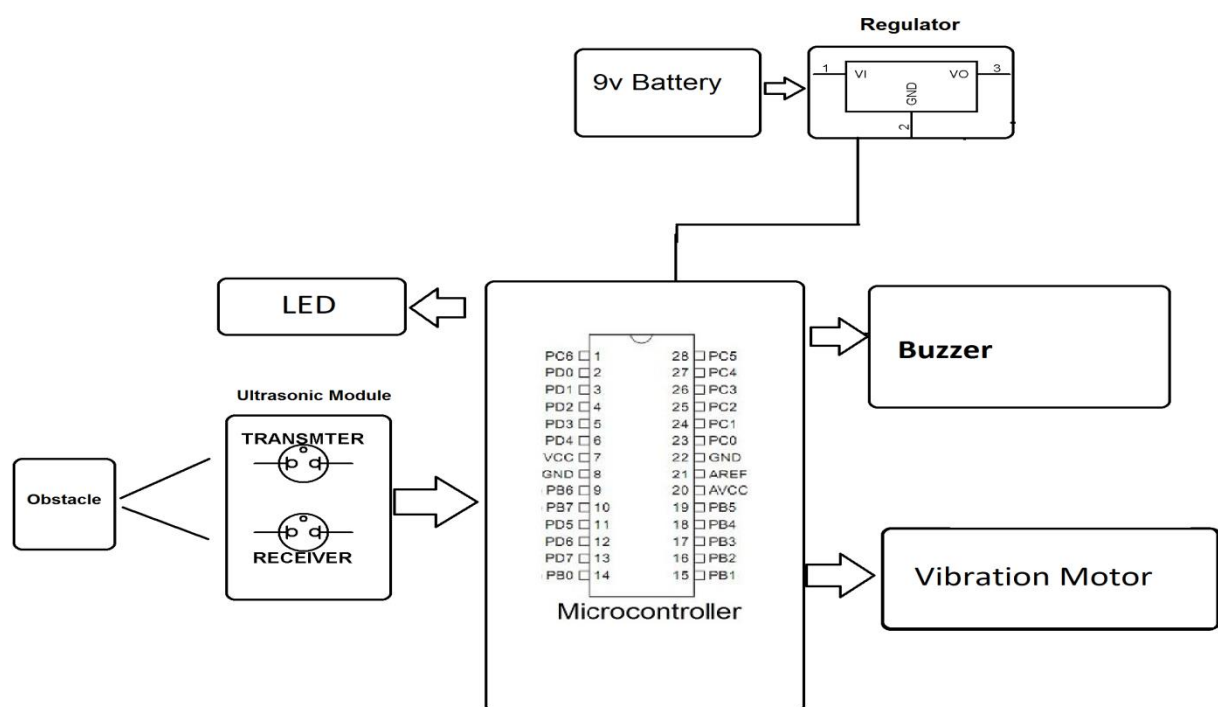 Regulator
9v Battery
1 VI VO 3
GND
2
LED
Buzzer
Ultrasonic Module
TRANSMTER
RECEIVER
Obstacle
PC6 1 28 PC5
PD0 2 27 PC4
PD1 3 26 PC3
PD2 4 25 PC2
PD3 5 24 PC1
PD4 6 23 PC0
VCC 7 22 GND
GND 8 21 AREF
PB6 9 20 AVCC
PB7 10 19 PB5
PD5 11 18 PB4
PD6 12 17 PB3
PD7 13 16 PB2
PB0 14 15 PB1
Microcontroller
Vibration Motor